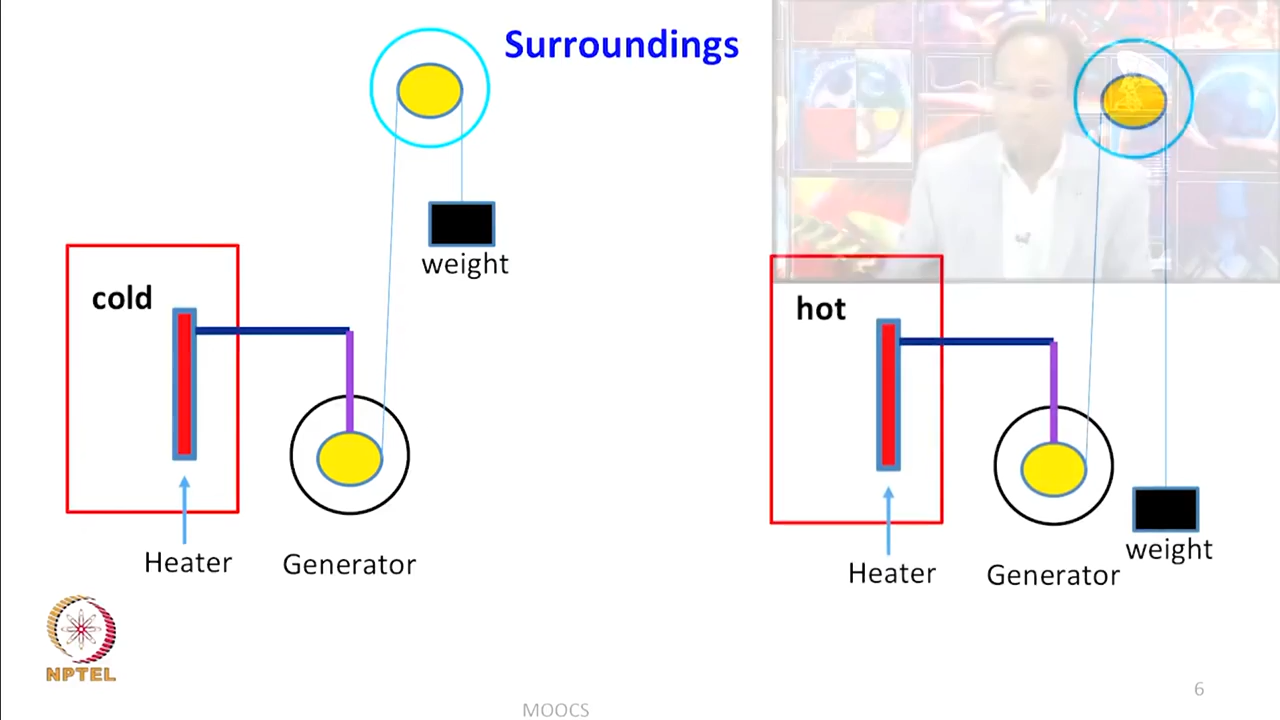 Surroundings
weight
cold
Heater
Generator
hot
weight
Heater
Generator
NPTEL
MOOCS
6